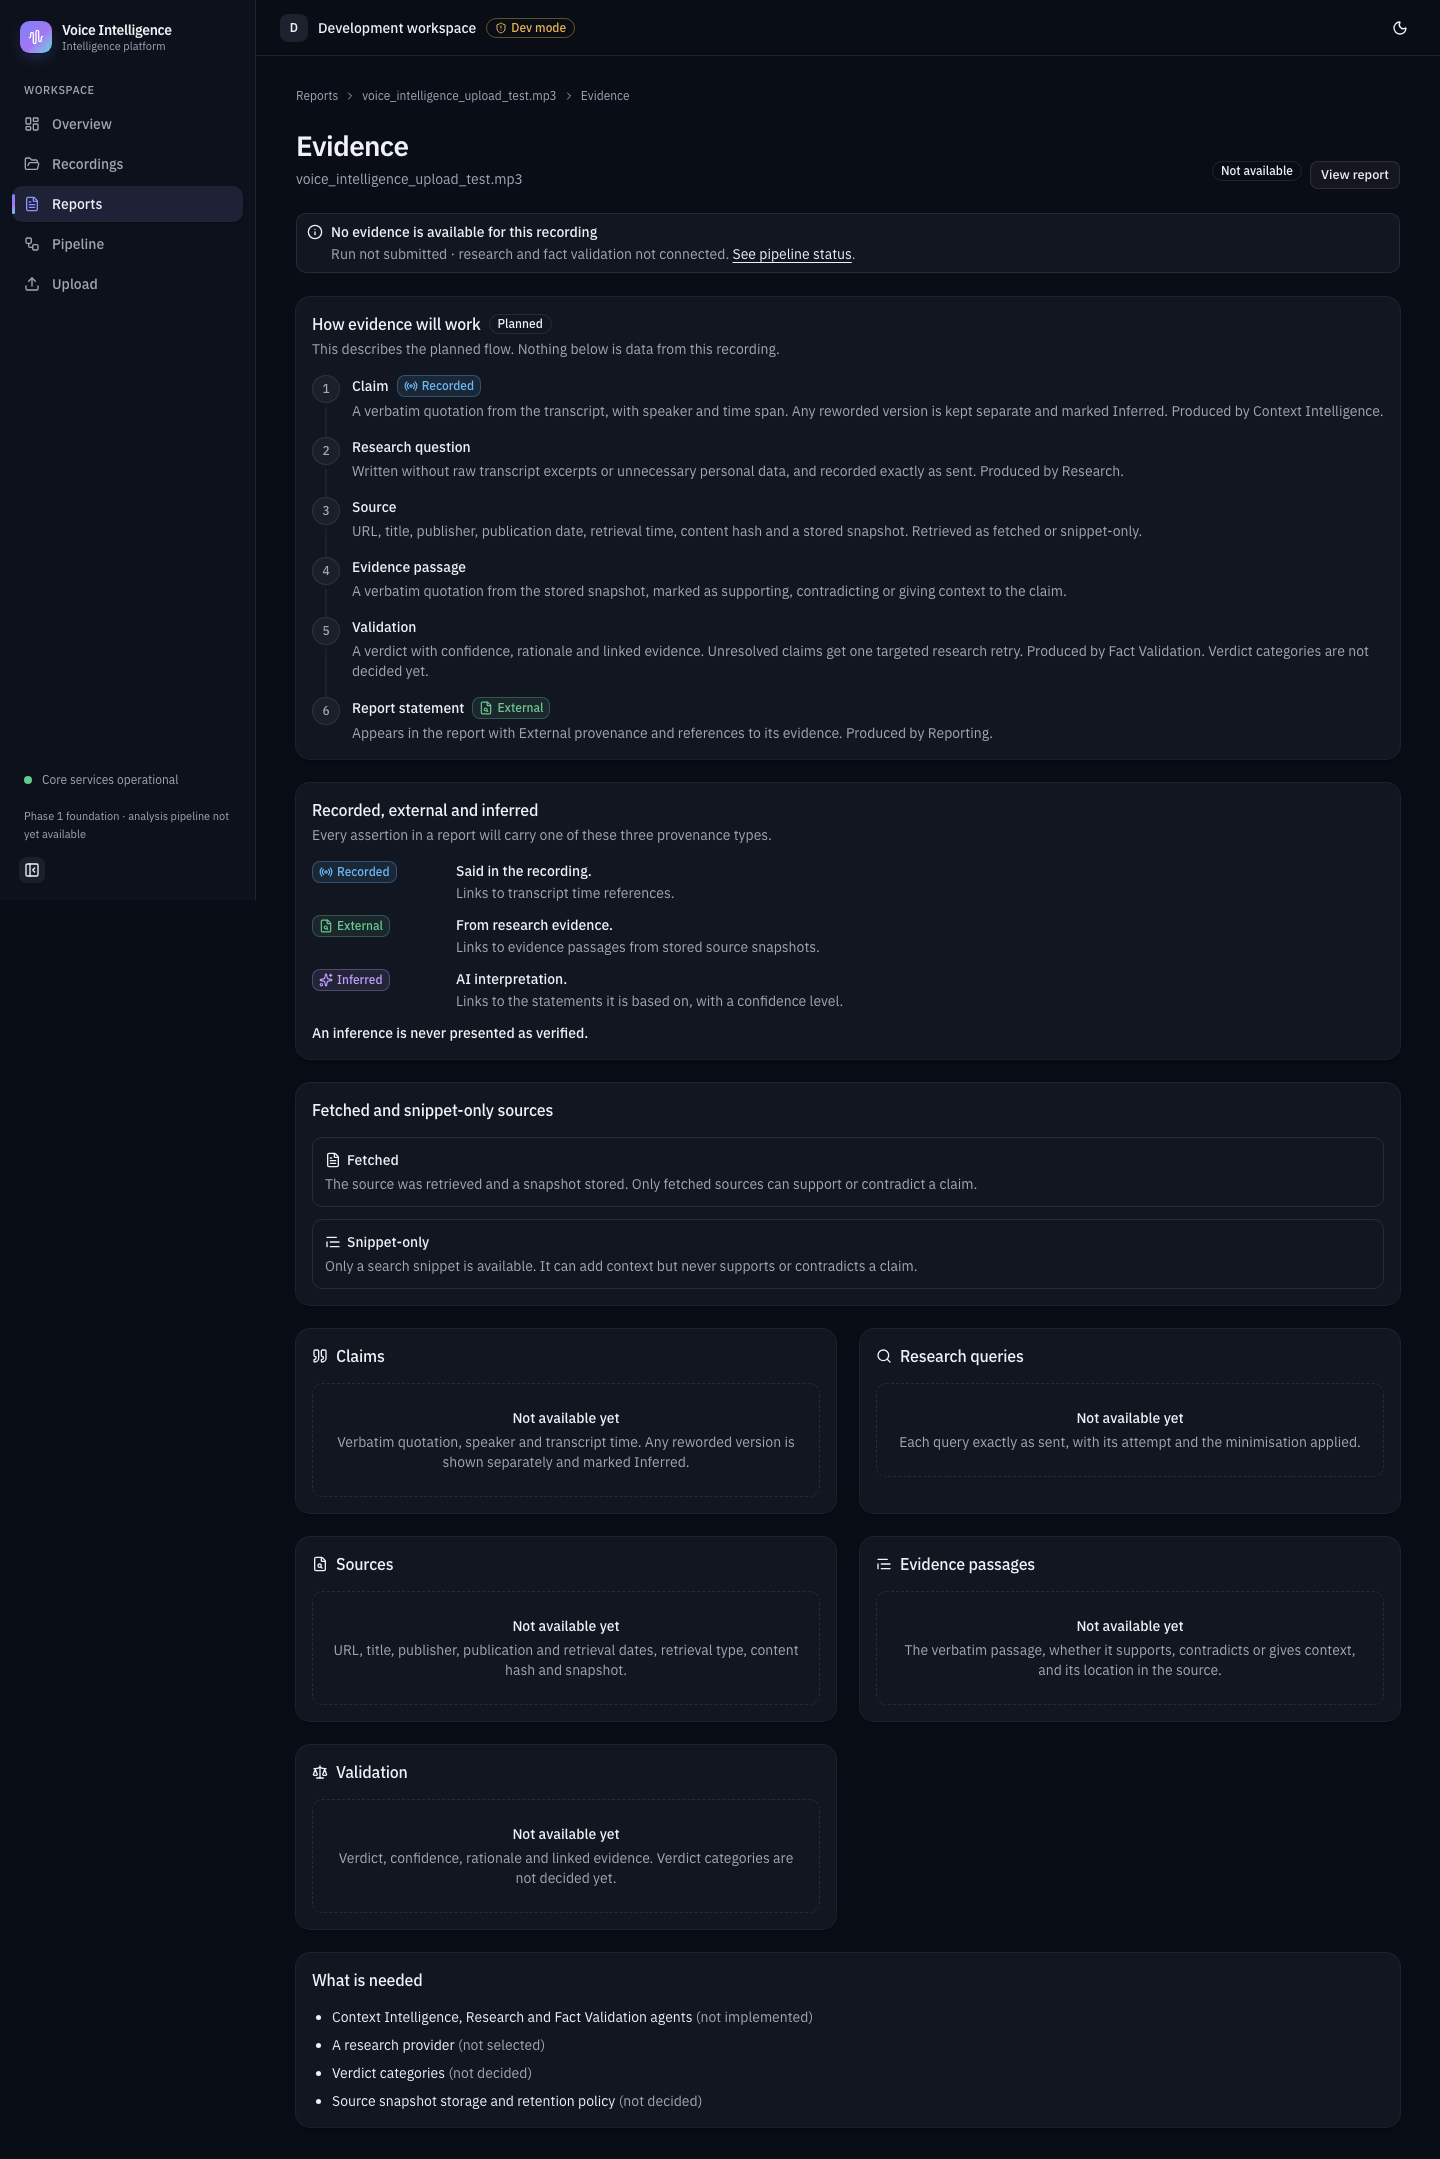 Voice Intelligence
Intelligence platform
WORKSPACE
Overview
Recordings
Reports
Pipeline
Upload
Core services operational
Phase 1 foundation · analysis pipeline not
yet available
D Development workspace Dev mode
Reports > voice_intelligence_upload_test.mp3 > Evidence
Evidence
voice_intelligence_upload_test.mp3
Not available View report
No evidence is available for this recording
Run not submitted · research and fact validation not connected. See pipeline status.
How evidence will work Planned
This describes the planned flow. Nothing below is data from this recording.
1 Claim Recorded
A verbatim quotation from the transcript, with speaker and time span. Any reworded version is kept separate and marked Inferred. Produced by Context Intelligence.
2 Research question
Written without raw transcript excerpts or unnecessary personal data, and recorded exactly as sent. Produced by Research.
3 Source
URL, title, publisher, publication date, retrieval time, content hash and a stored snapshot. Retrieved as fetched or snippet-only.
4 Evidence passage
A verbatim quotation from the stored snapshot, marked as supporting, contradicting or giving context to the claim.
5 Validation
A verdict with confidence, rationale and linked evidence. Unresolved claims get one targeted research retry. Produced by Fact Validation. Verdict categories are not
decided yet.
6 Report statement External
Appears in the report with External provenance and references to its evidence. Produced by Reporting.
Recorded, external and inferred
Every assertion in a report will carry one of these three provenance types.
Recorded Said in the recording.
Links to transcript time references.
External From research evidence.
Links to evidence passages from stored source snapshots.
Inferred AI interpretation.
Links to the statements it is based on, with a confidence level.
An inference is never presented as verified.
Fetched and snippet-only sources
Fetched
The source was retrieved and a snapshot stored. Only fetched sources can support or contradict a claim.
Snippet-only
Only a search snippet is available. It can add context but never supports or contradicts a claim.
Claims
Not available yet
Verbatim quotation, speaker and transcript time. Any reworded version is
shown separately and marked Inferred.
Research queries
Not available yet
Each query exactly as sent, with its attempt and the minimisation applied.
Sources
Not available yet
URL, title, publisher, publication and retrieval dates, retrieval type, content
hash and snapshot.
Evidence passages
Not available yet
The verbatim passage, whether it supports, contradicts or gives context,
and its location in the source.
Validation
Not available yet
Verdict, confidence, rationale and linked evidence. Verdict categories are
not decided yet.
What is needed
• Context Intelligence, Research and Fact Validation agents (not implemented)
• A research provider (not selected)
• Verdict categories (not decided)
• Source snapshot storage and retention policy (not decided)